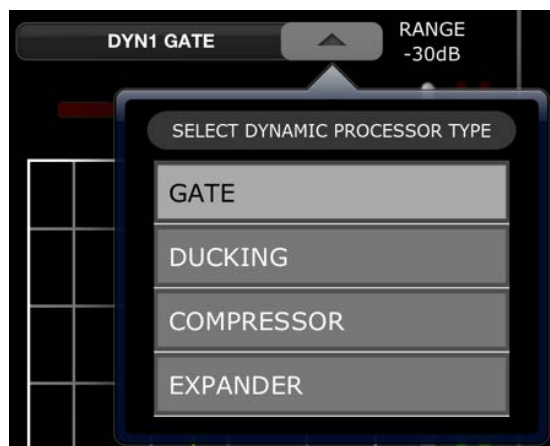 DYN1 GATE
RANGE
-30dB
SELECT DYNAMIC PROCESSOR TYPE
GATE
DUCKING
COMPRESSOR
EXPANDER